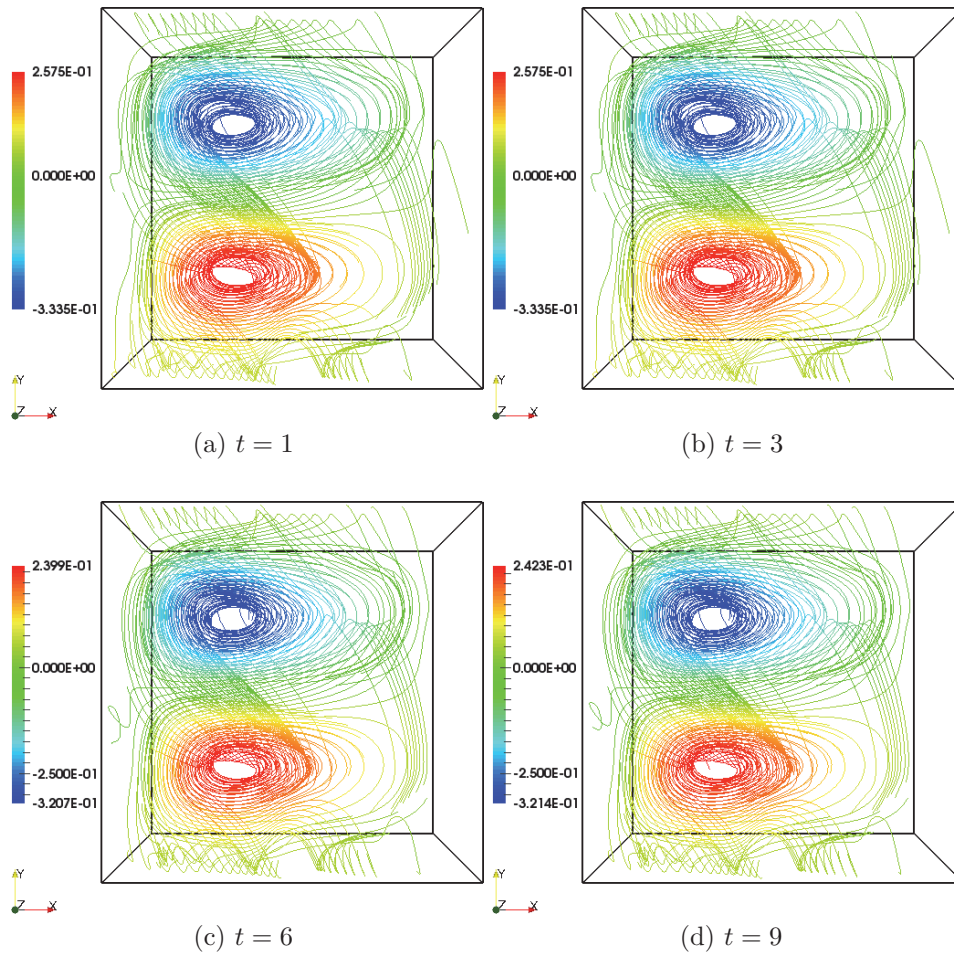 2.575E-01
0.000E+00
-3.335E-01
Y
Z X
(a) t = 1
2.575E-01
0.000E+00
-3.335E-01
Y
Z X
(b) t = 3
2.399E-01
0.000E+00
-2.500E-01
-3.207E-01
Y
Z X
(c) t = 6
2.423E-01
0.000E+00
-2.500E-01
-3.214E-01
Y
Z X
(d) t = 9